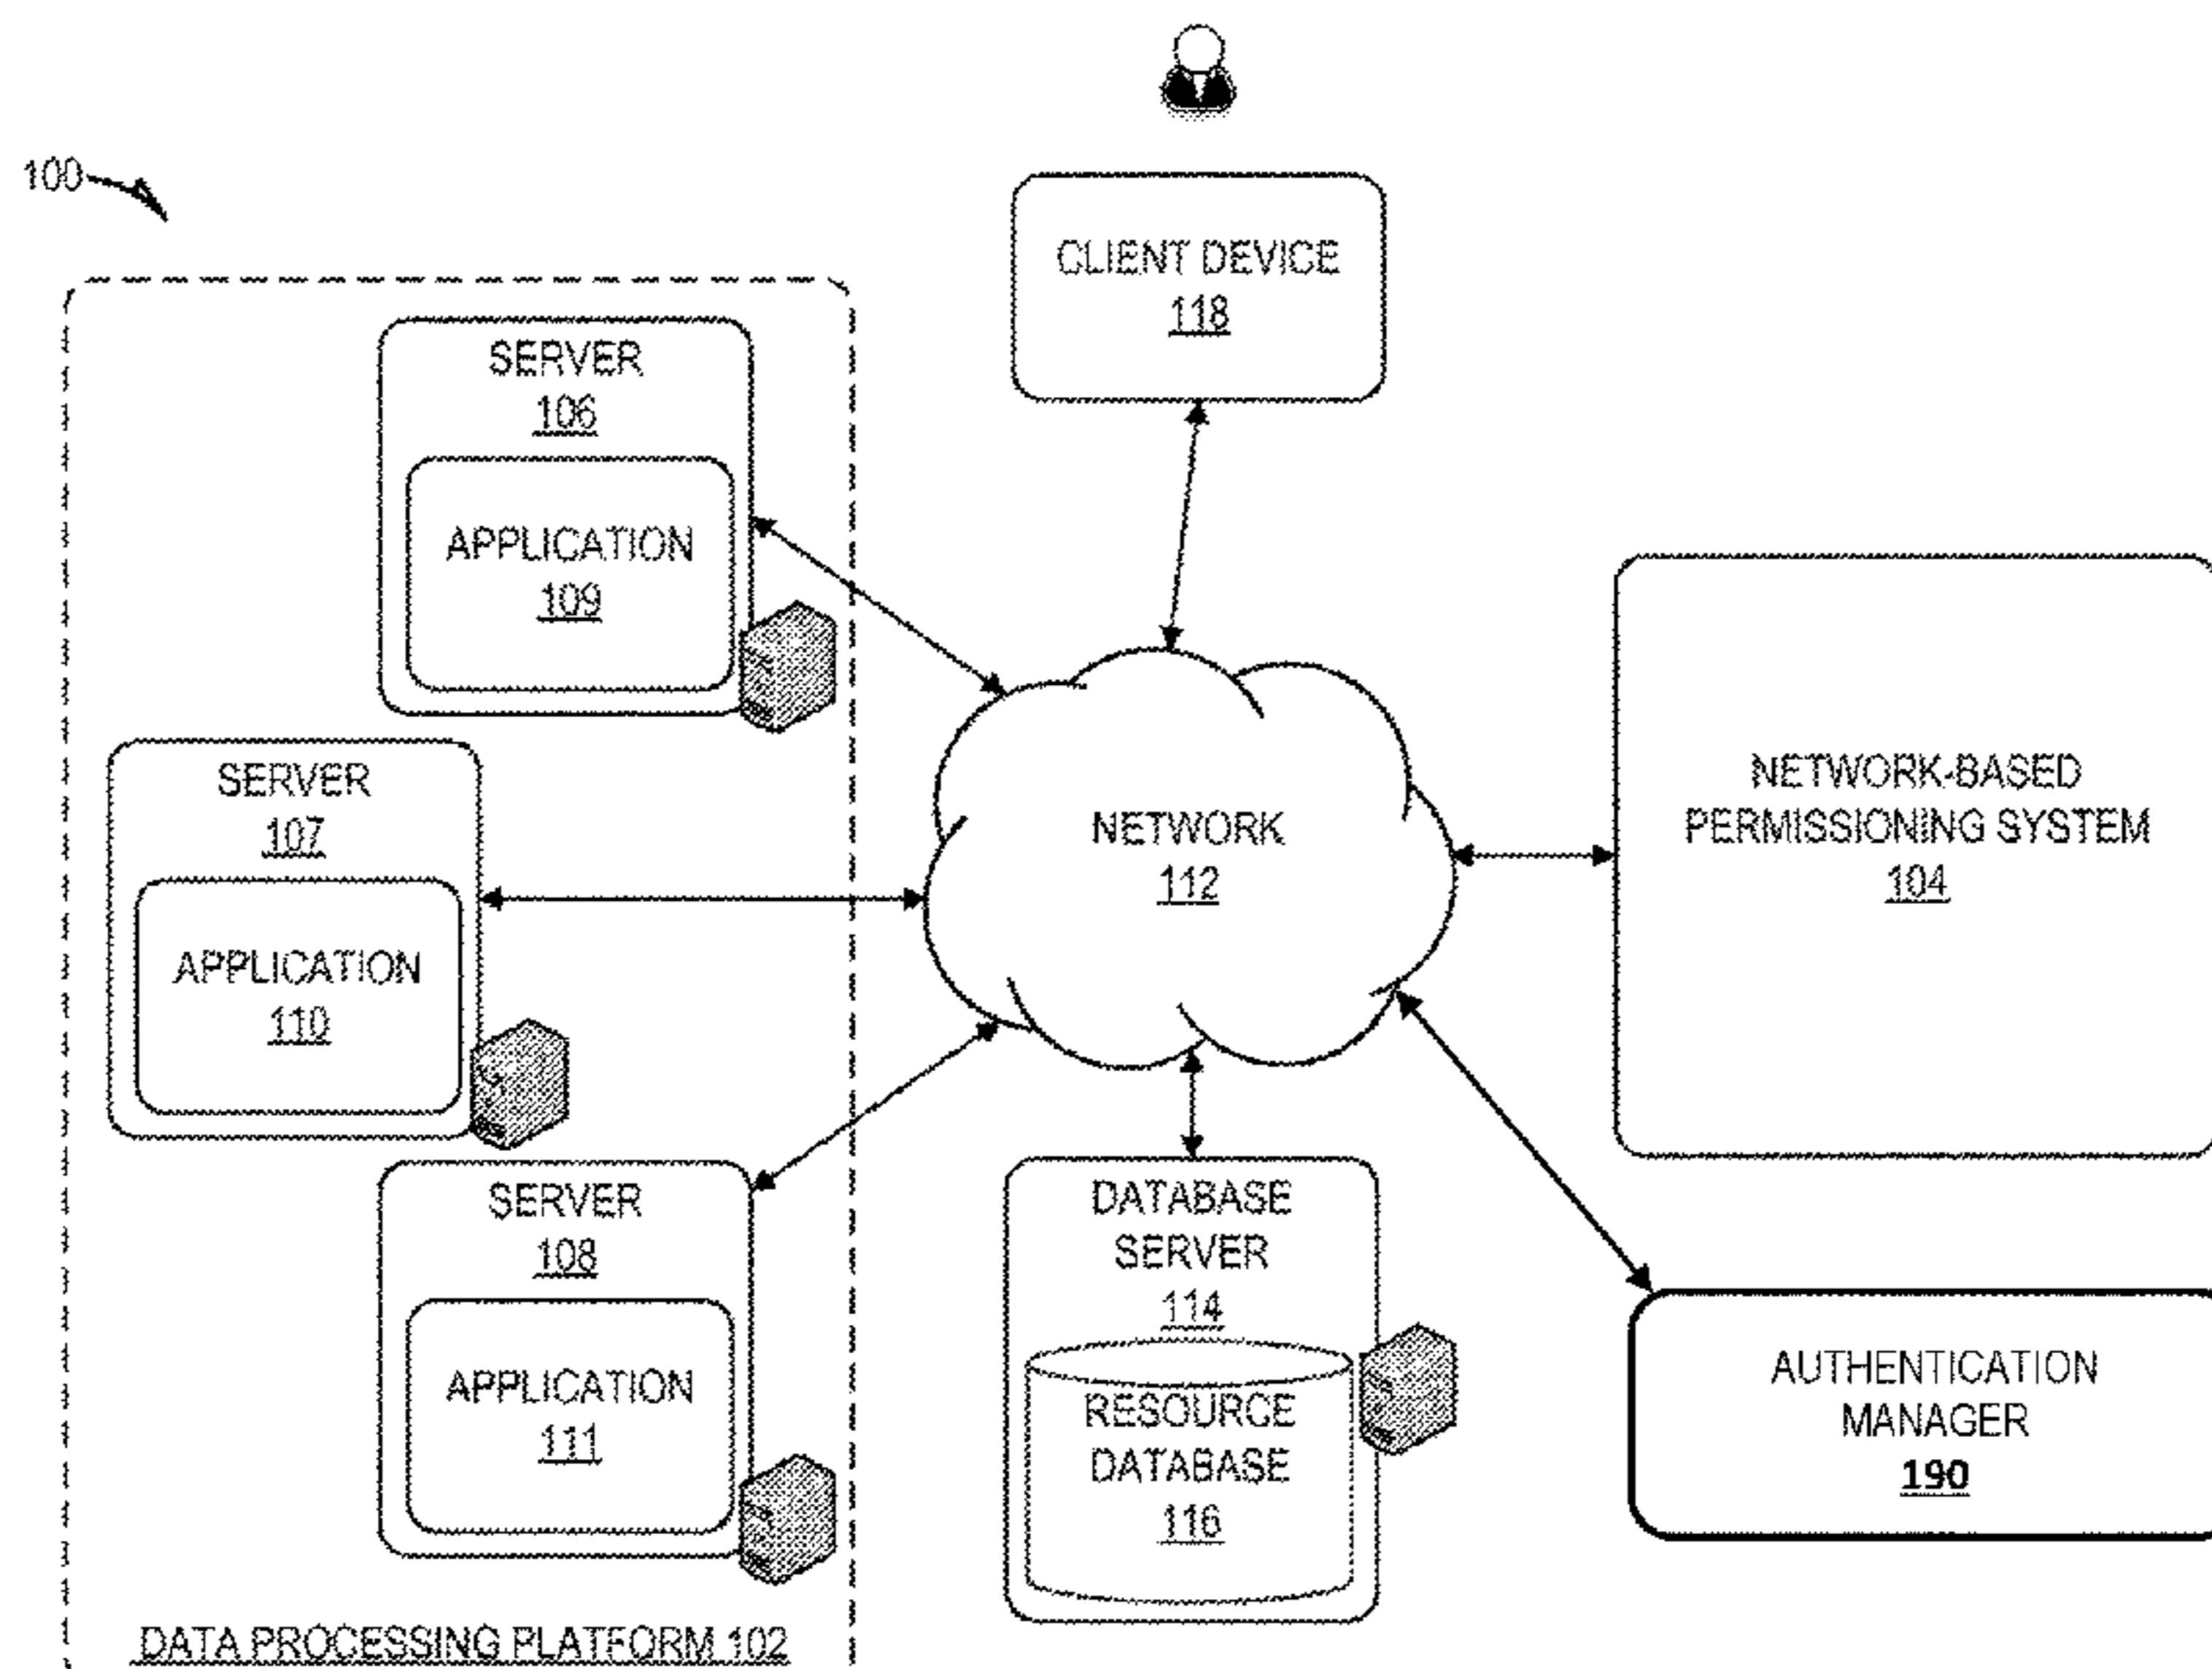 100
CLIENT DEVICE
118
SERVER
106
APPLICATION
109
SERVER
107
APPLICATION
110
NETWORK
112
NETWORK-BASED
PERMISSIONING SYSTEM
104
SERVER
108
APPLICATION
111
DATABASE
SERVER
114
RESOURCE
DATABASE
116
AUTHENTICATION
MANAGER
190
DATA PROCESSING PLATFORM 102